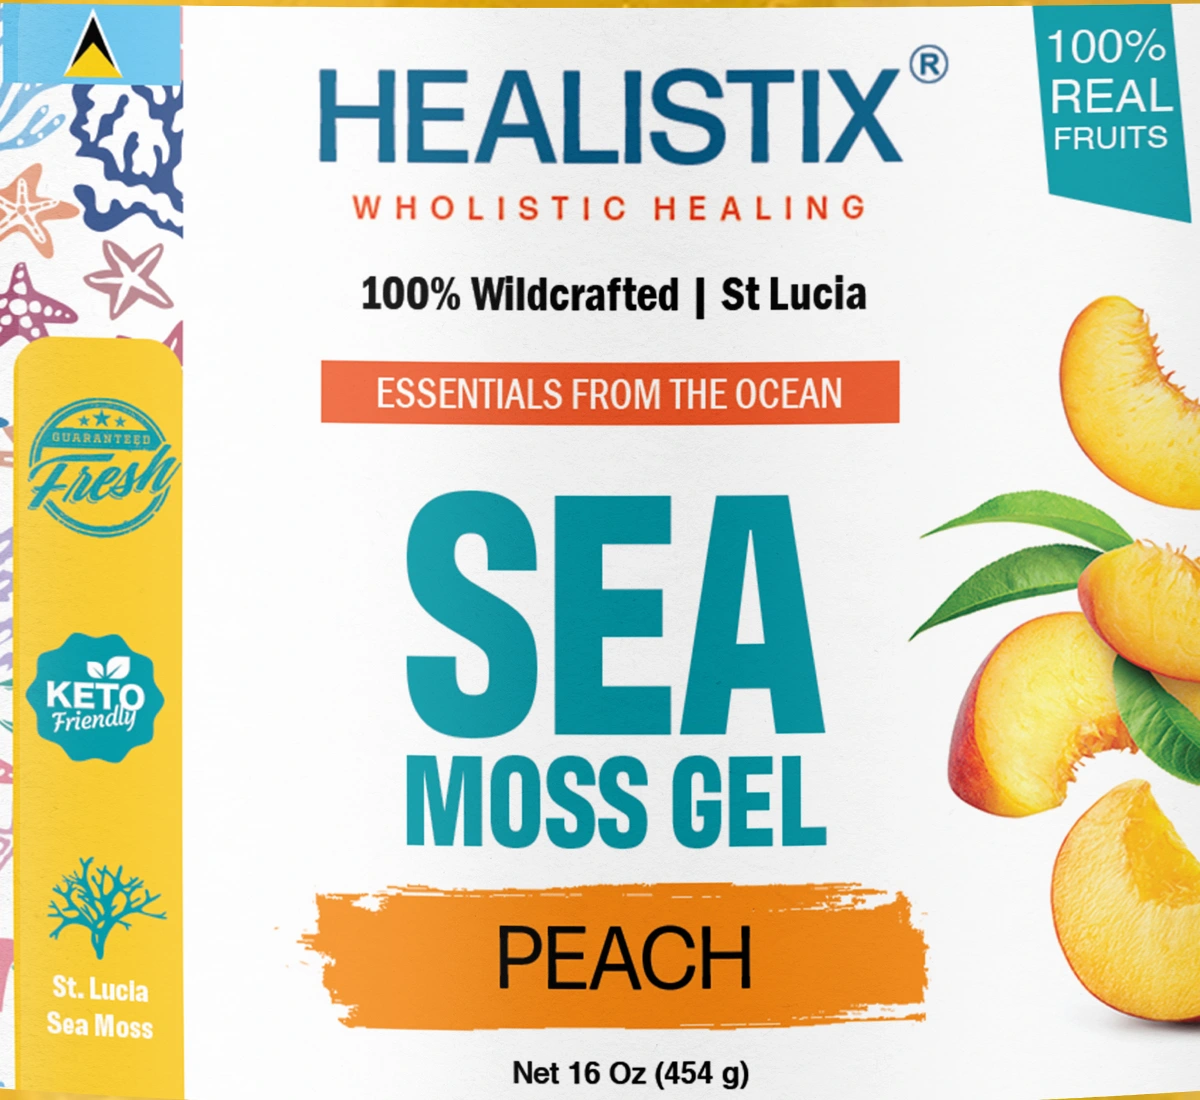 HEALISTIX®
WHOLISTIC HEALING
100% Wildcrafted | St Lucia
ESSENTIALS FROM THE OCEAN
SEA
MOSS GEL
PEACH
Net 16 Oz (454 g)
100%
REAL
FRUITS
GUARANTEED
Fresh
KETO
Friendly
St. Lucia
Sea Moss